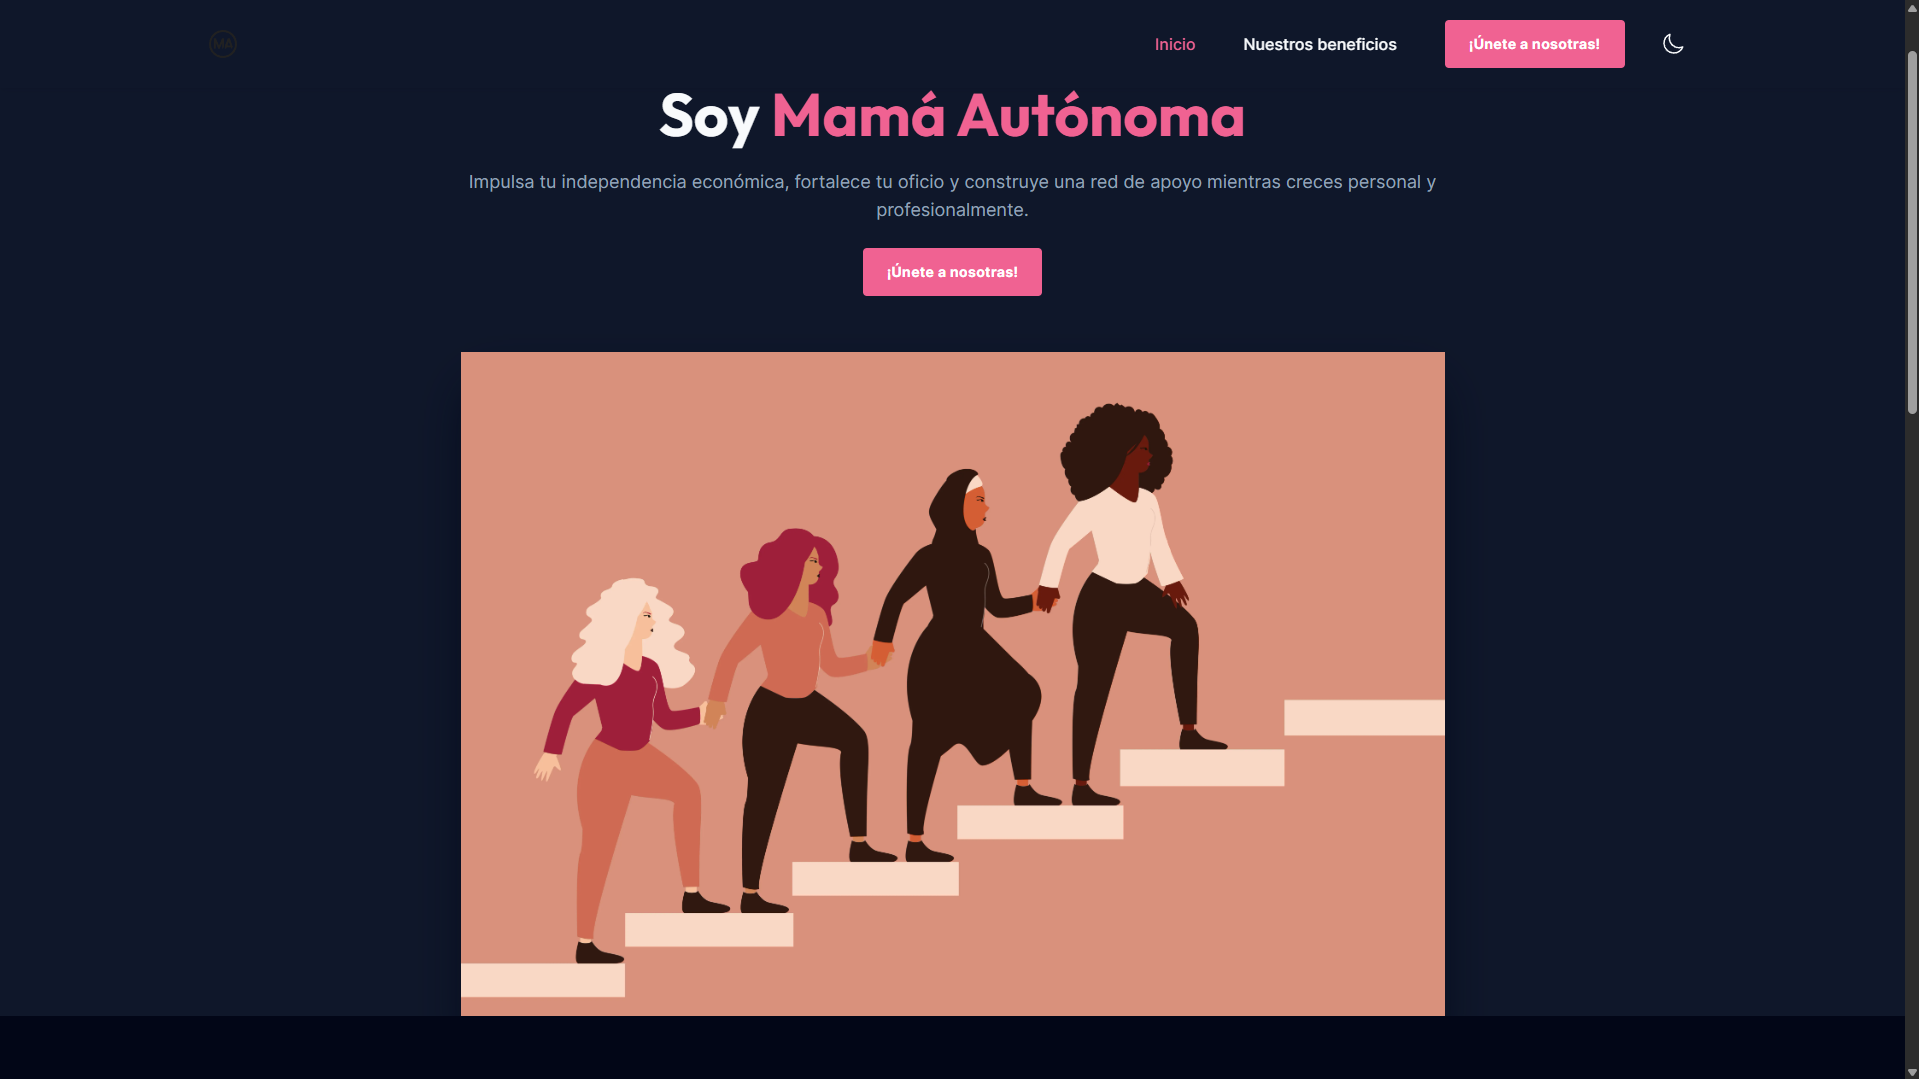 MA
Inicio
Nuestros beneficios
¡Únete a nosotras!
Soy Mamá Autónoma
Impulsa tu independencia económica, fortalece tu oficio y construye una red de apoyo mientras creces personal y
profesionalmente.
¡Únete a nosotras!